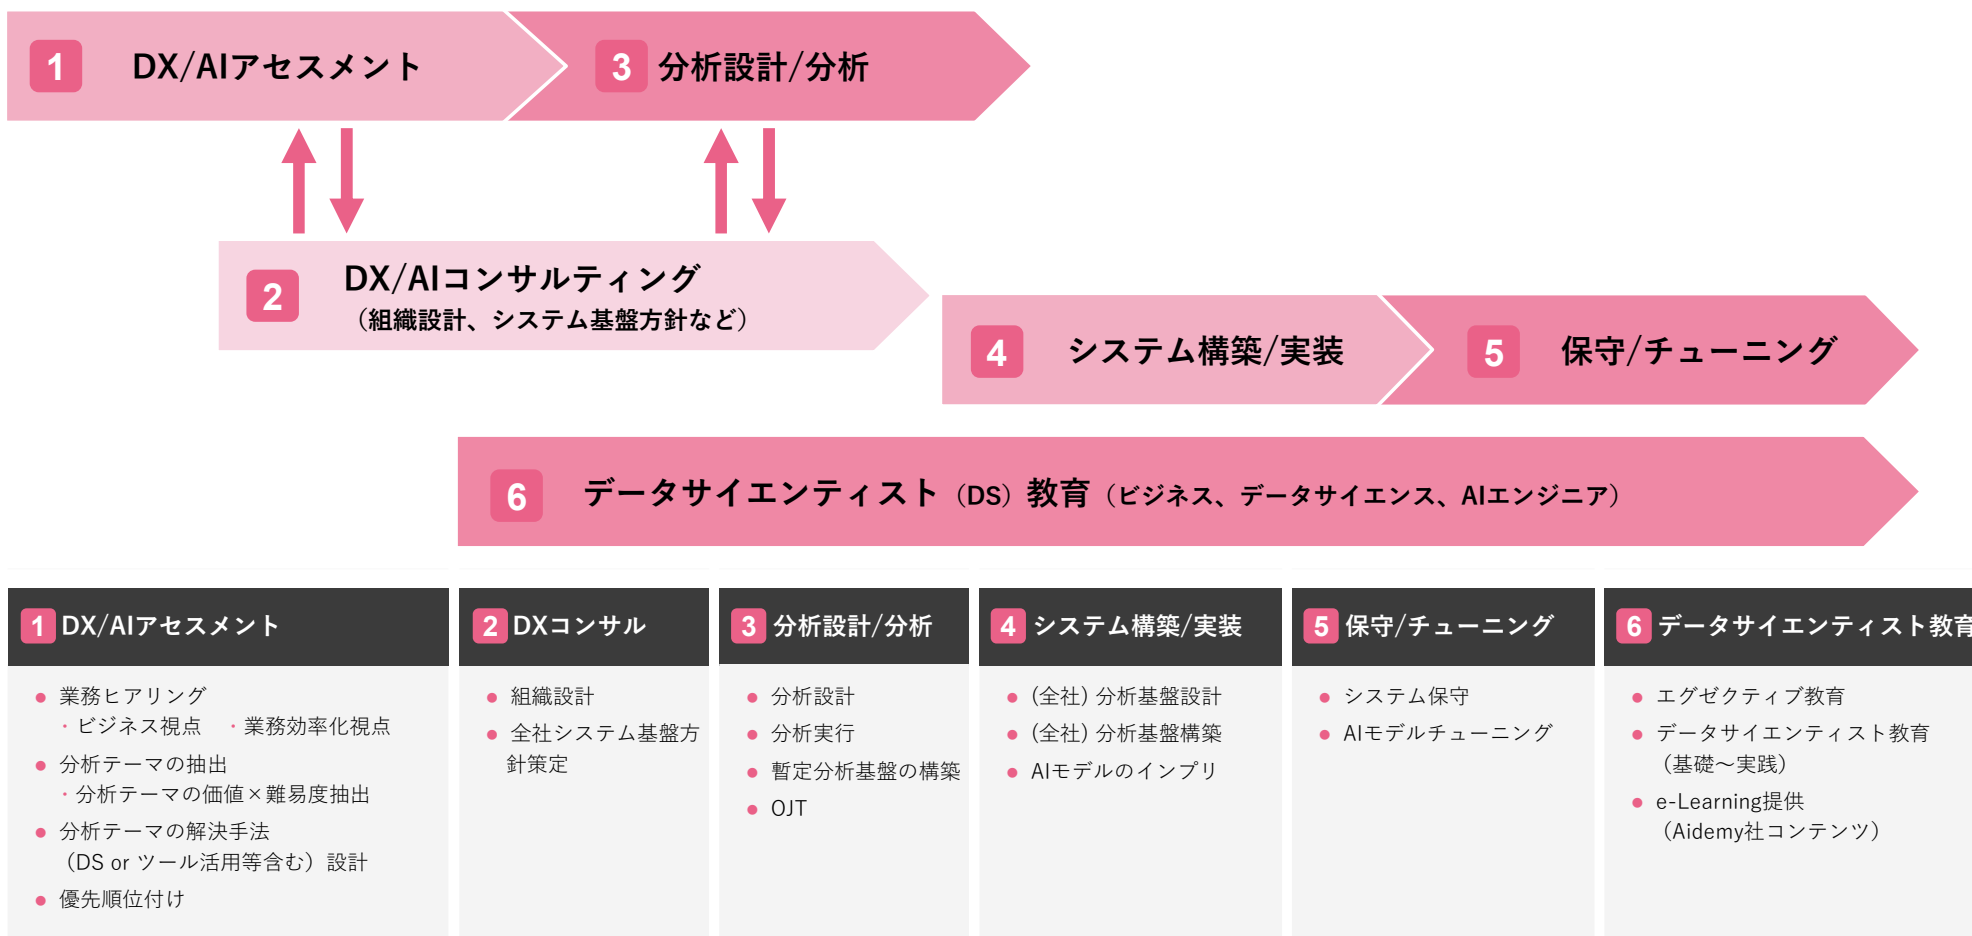 1 DX/AIアセスメント
3 分析設計/分析
2 DX/AIコンサルティング
（組織設計、システム基盤方針など）
4 システム構築/実装
5 保守/チューニング
6 データサイエンティスト（DS）教育（ビジネス、データサイエンス、AIエンジニア）
1 DX/AIアセスメント
● 業務ヒアリング
・ビジネス視点　・業務効率化視点
● 分析テーマの抽出
・分析テーマの価値×難易度抽出
● 分析テーマの解決手法
（DS or ツール活用等含む）設計
● 優先順位付け
2 DXコンサル
● 組織設計
● 全社システム基盤方
針策定
3 分析設計/分析
● 分析設計
● 分析実行
● 暫定分析基盤の構築
● OJT
4 システム構築/実装
● (全社) 分析基盤設計
● (全社) 分析基盤構築
● AIモデルのインプリ
5 保守/チューニング
● システム保守
● AIモデルチューニング
6 データサイエンティスト教育
● エグゼクティブ教育
● データサイエンティスト教育
（基礎～実践）
● e-Learning提供
（Aidemy社コンテンツ）